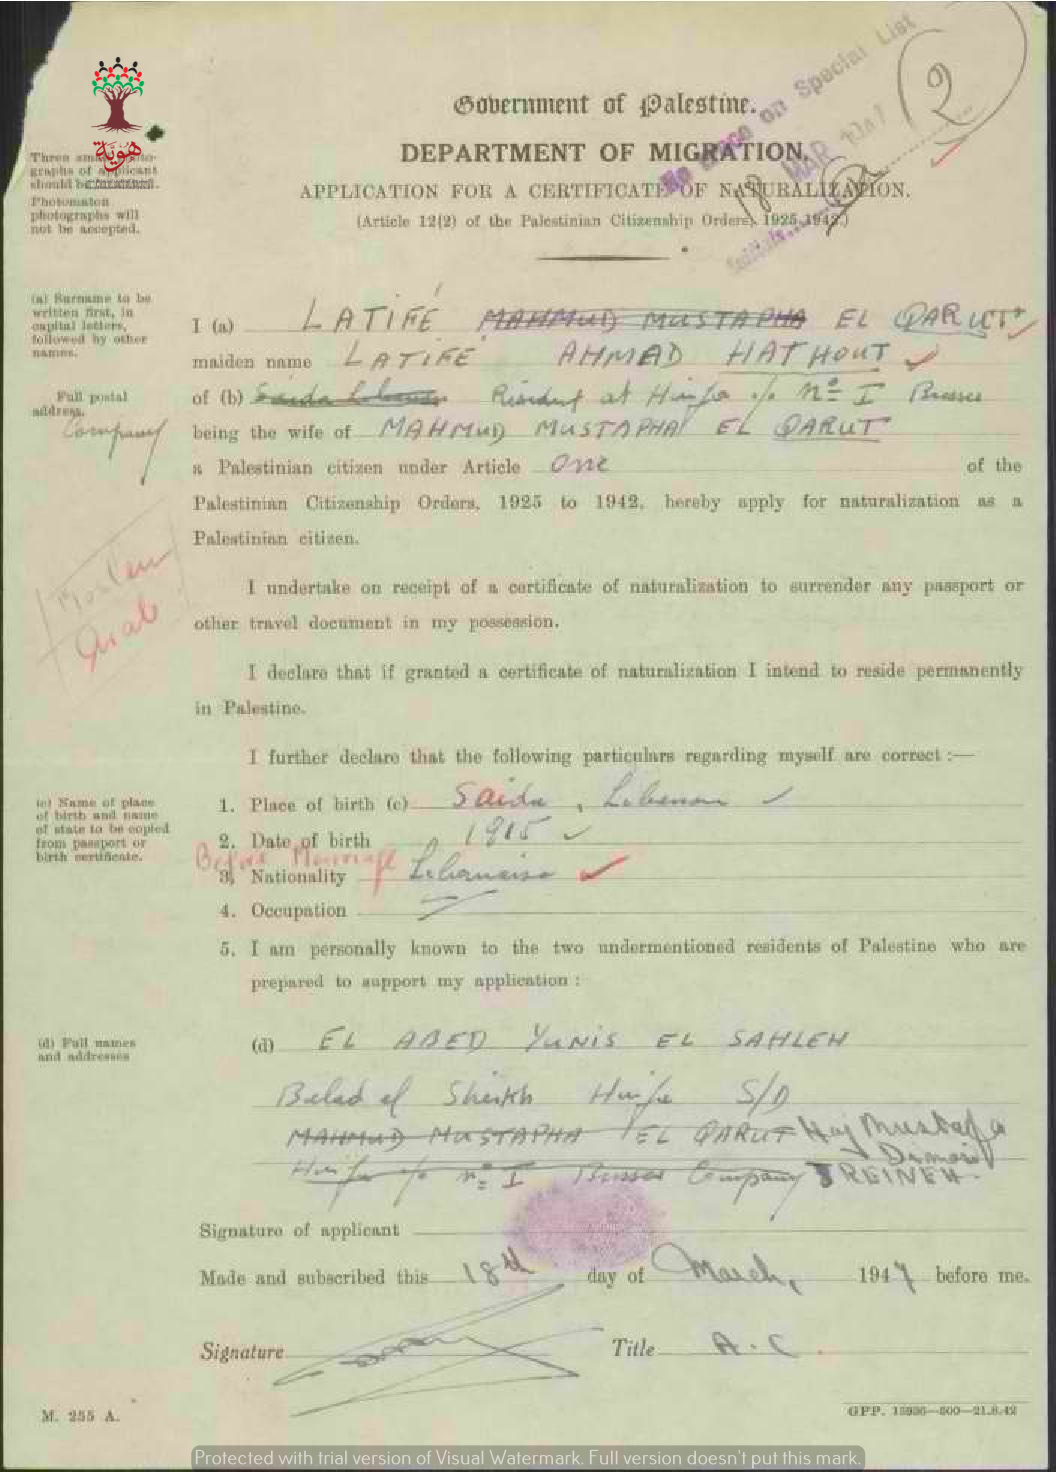 No Trace on Special List
MAR 1947
2
18
Initials
Government of Palestine.
DEPARTMENT OF MIGRATION
APPLICATION FOR A CERTIFICATE OF NATURALIZATION.
(Article 12(2) of the Palestinian Citizenship Orders, 1925-1942.)
هوية
Three small photo-
graphs of applicant
should be
Photomaton
photographs will
not be accepted.
(a) Surname to be
written first, in
capital letters,
followed by other
names.
I (a) LATIFÉ MAHMUD MUSTAPHA EL QARUT
maiden name LATIFÉ AHMAD HATHOUT
Full postal
address.
of (b) Saida Lebanon Resident at Haifa c/o Nº I Busses
Company
being the wife of MAHMUD MUSTAPHA EL QARUT
a Palestinian citizen under Article One of the
Palestinian Citizenship Orders, 1925 to 1942, hereby apply for naturalization as a
Palestinian citizen.
Moslem
Arab
I undertake on receipt of a certificate of naturalization to surrender any passport or
other travel document in my possession.
I declare that if granted a certificate of naturalization I intend to reside permanently
in Palestine.
I further declare that the following particulars regarding myself are correct :—
(c) Name of place
of birth and name
of state to be copied
from passport or
birth certificate.
1. Place of birth (c) Saida, Lebanon
2. Date of birth 1915
Before Marriage
3. Nationality Lebanaise
4. Occupation
5. I am personally known to the two undermentioned residents of Palestine who are
prepared to support my application :
(d) Full names
and addresses
(d) EL ABED YUNIS EL SAHLEH
Balad el Sheikh Haifa S/D
MAHMUD MUSTAPHA EL QARUT Haj Mustafa
Haifa c/o nº I Busses Company REINEH.
Signature of applicant
Made and subscribed this 18th day of March, 1947 before me.
Signature Title A.C.
M. 255 A.
GPP. 15936—500—21.8.42
Protected with trial version of Visual Watermark. Full version doesn't put this mark.